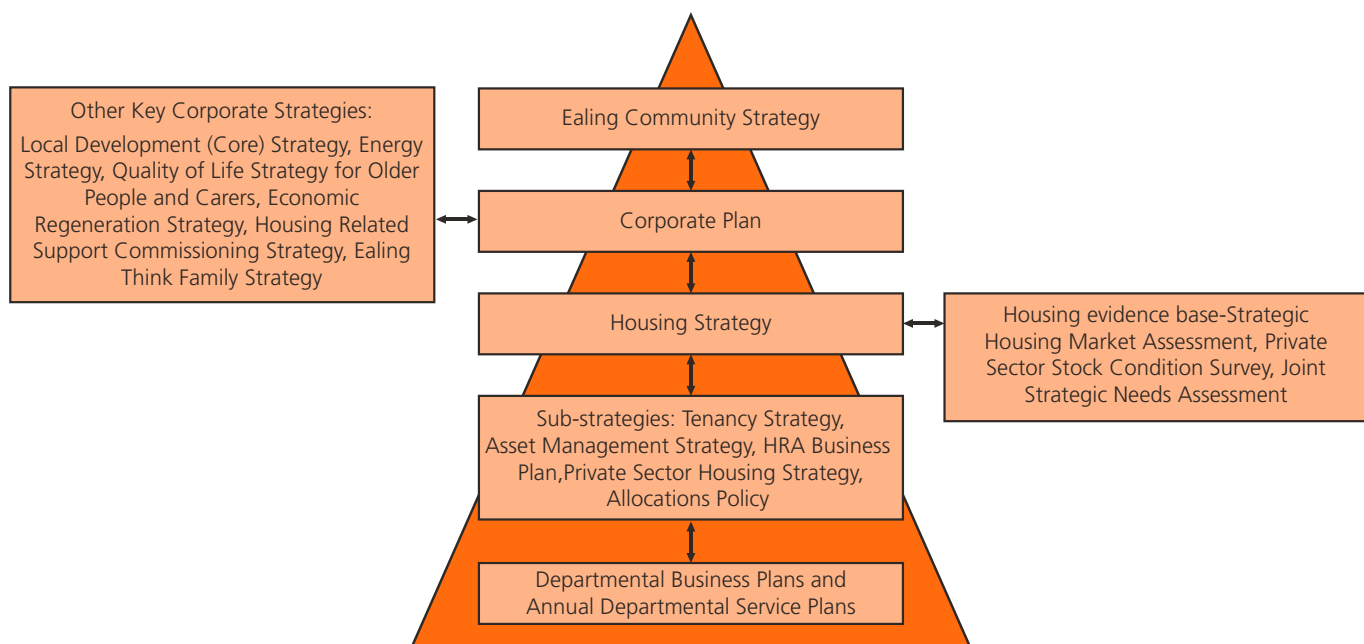 Ealing Community Strategy
Other Key Corporate Strategies:
Local Development (Core) Strategy, Energy
Strategy, Quality of Life Strategy for Older
People and Carers, Economic
Regeneration Strategy, Housing Related
Support Commissioning Strategy, Ealing
Think Family Strategy
Corporate Plan
Housing Strategy
Housing evidence base-Strategic
Housing Market Assessment, Private
Sector Stock Condition Survey, Joint
Strategic Needs Assessment
Sub-strategies: Tenancy Strategy,
Asset Management Strategy, HRA Business
Plan,Private Sector Housing Strategy,
Allocations Policy
Departmental Business Plans and
Annual Departmental Service Plans